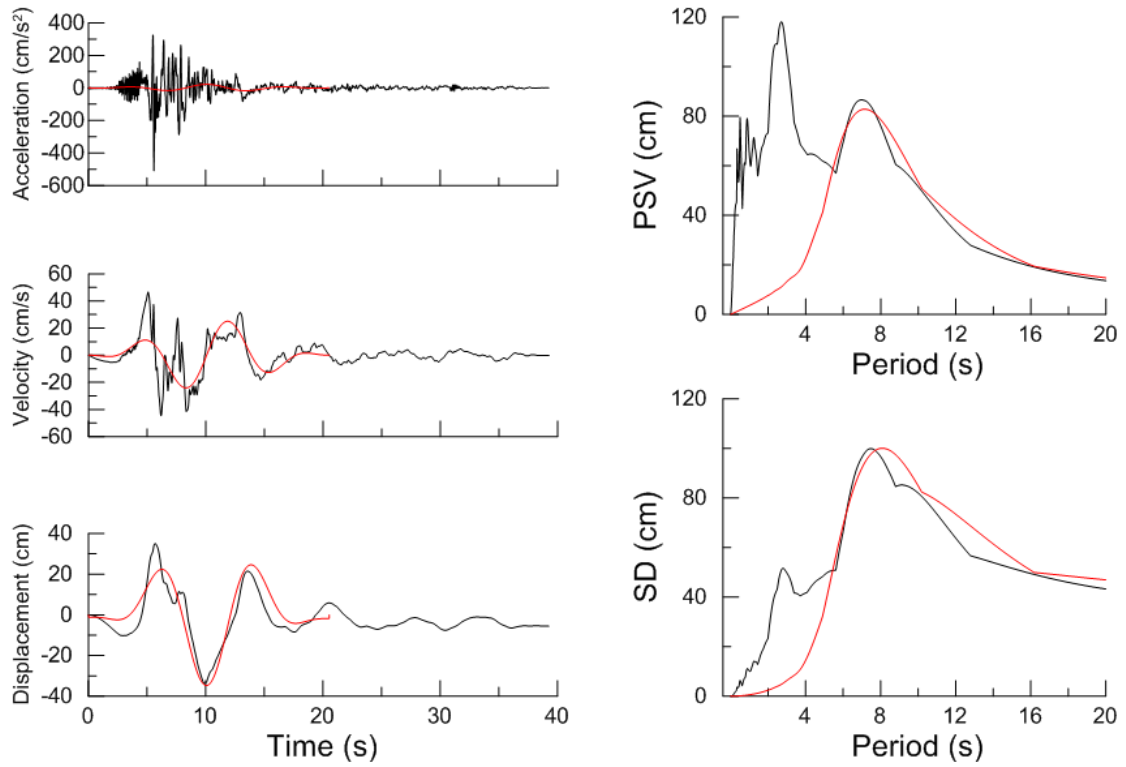 Acceleration (cm/s²)
400
200
0
-200
-400
-600
Velocity (cm/s)
60
40
20
0
-20
-40
-60
Displacement (cm)
40
20
0
-20
-40
0 10 20 30 40
Time (s)
PSV (cm)
120
80
40
0
4 8 12 16 20
Period (s)
SD (cm)
120
80
40
0
4 8 12 16 20
Period (s)